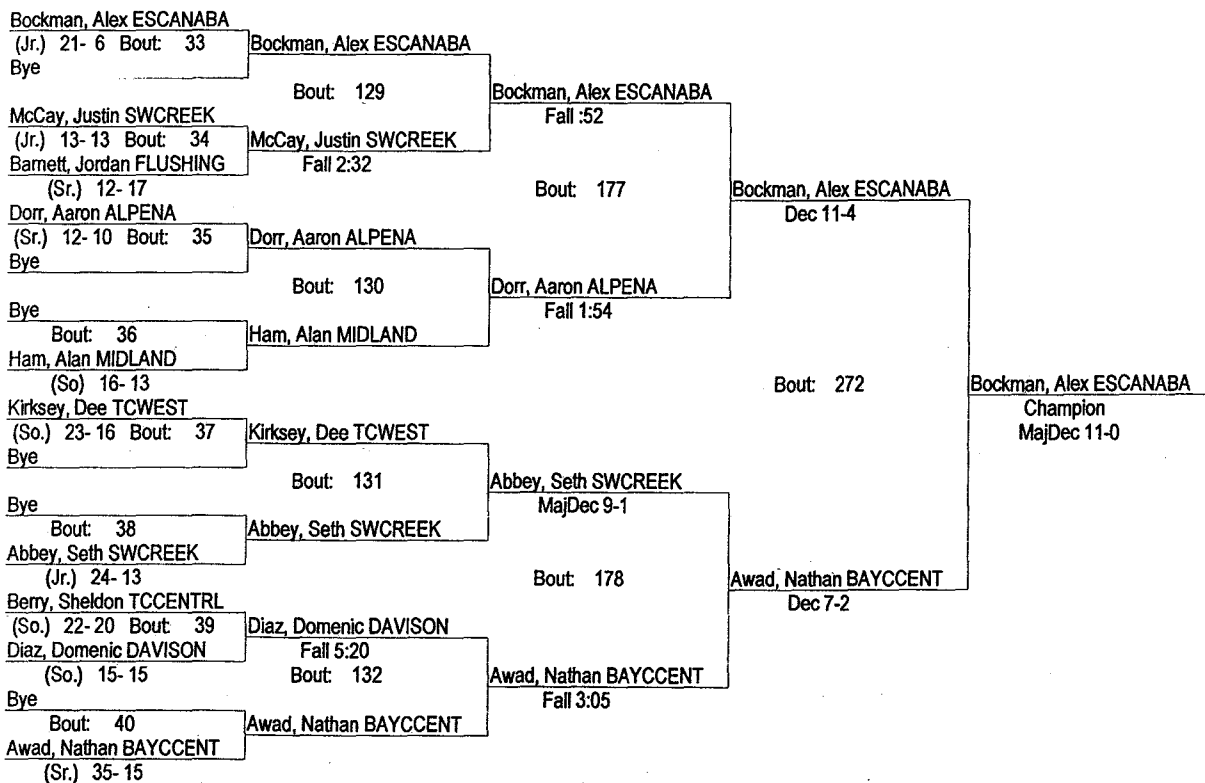 Bockman, Alex ESCANABA
(Jr.) 21- 6 Bout: 33
Bye
McCay, Justin SWCREEK
(Jr.) 13- 13 Bout: 34
Barnett, Jordan FLUSHING
(Sr.) 12- 17
Dorr, Aaron ALPENA
(Sr.) 12- 10 Bout: 35
Bye
Bye
Bout: 36
Ham, Alan MIDLAND
(So) 16- 13
Kirksey, Dee TCWEST
(So.) 23- 16 Bout: 37
Bye
Bye
Bout: 38
Abbey, Seth SWCREEK
(Jr.) 24- 13
Berry, Sheldon TCCENTRL
(So.) 22- 20 Bout: 39
Diaz, Domenic DAVISON
(So.) 15- 15
Bye
Bout: 40
Awad, Nathan BAYCCENT
(Sr.) 35- 15
Bockman, Alex ESCANABA
Bout: 129
McCay, Justin SWCREEK
Fall 2:32
Dorr, Aaron ALPENA
Bout: 130
Ham, Alan MIDLAND
Kirksey, Dee TCWEST
Bout: 131
Abbey, Seth SWCREEK
Diaz, Domenic DAVISON
Fall 5:20
Bout: 132
Awad, Nathan BAYCCENT
Bockman, Alex ESCANABA
Fall :52
Bout: 177
Dorr, Aaron ALPENA
Fall 1:54
Abbey, Seth SWCREEK
MajDec 9-1
Bout: 178
Awad, Nathan BAYCCENT
Fall 3:05
Bockman, Alex ESCANABA
Dec 11-4
Bout: 272
Awad, Nathan BAYCCENT
Dec 7-2
Bockman, Alex ESCANABA
Champion
MajDec 11-0